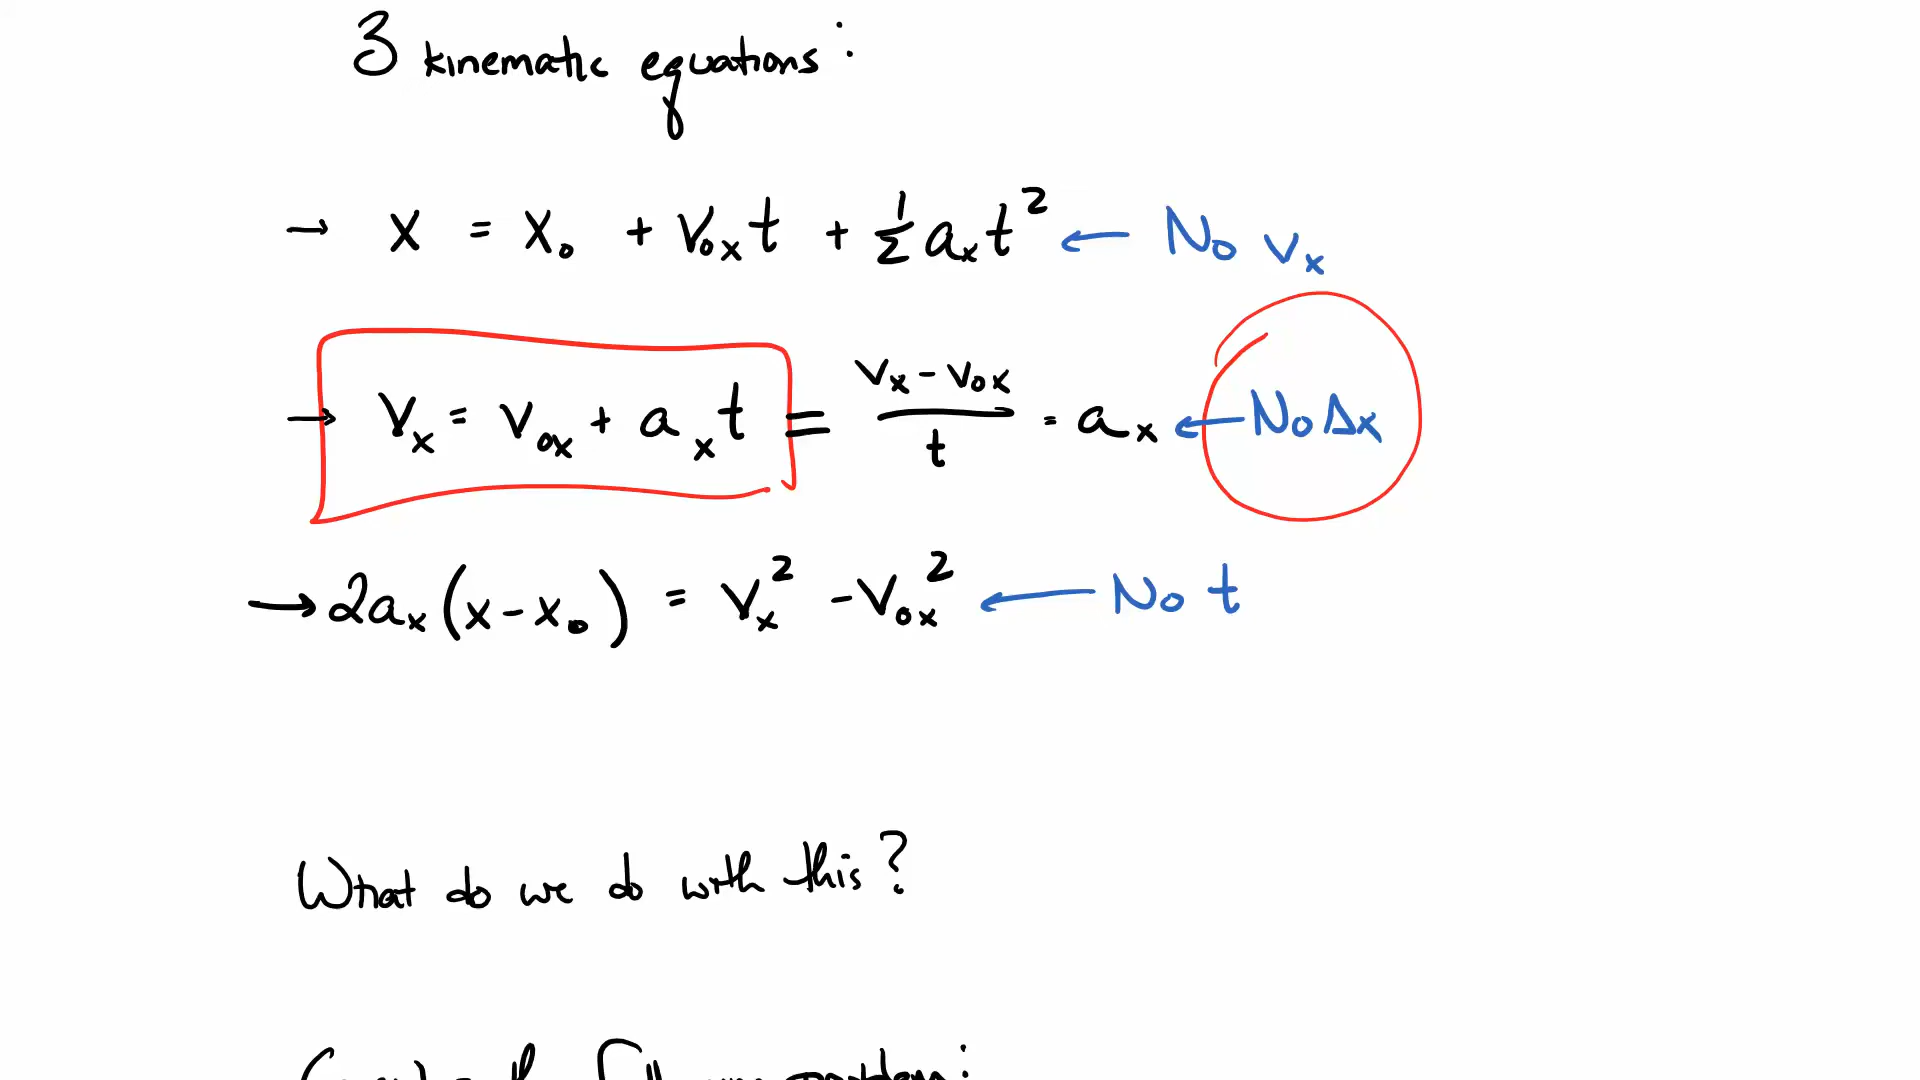 3 kinematic equations:
→ x = x₀ + v₀ₓt + ½aₓt² ← No vₓ
→ vₓ = v₀ₓ + aₓt = (vₓ - v₀ₓ)/t = aₓ ← No Δx
→ 2aₓ(x - x₀) = vₓ² - v₀ₓ² ← No t
What do we do with this?
problem: